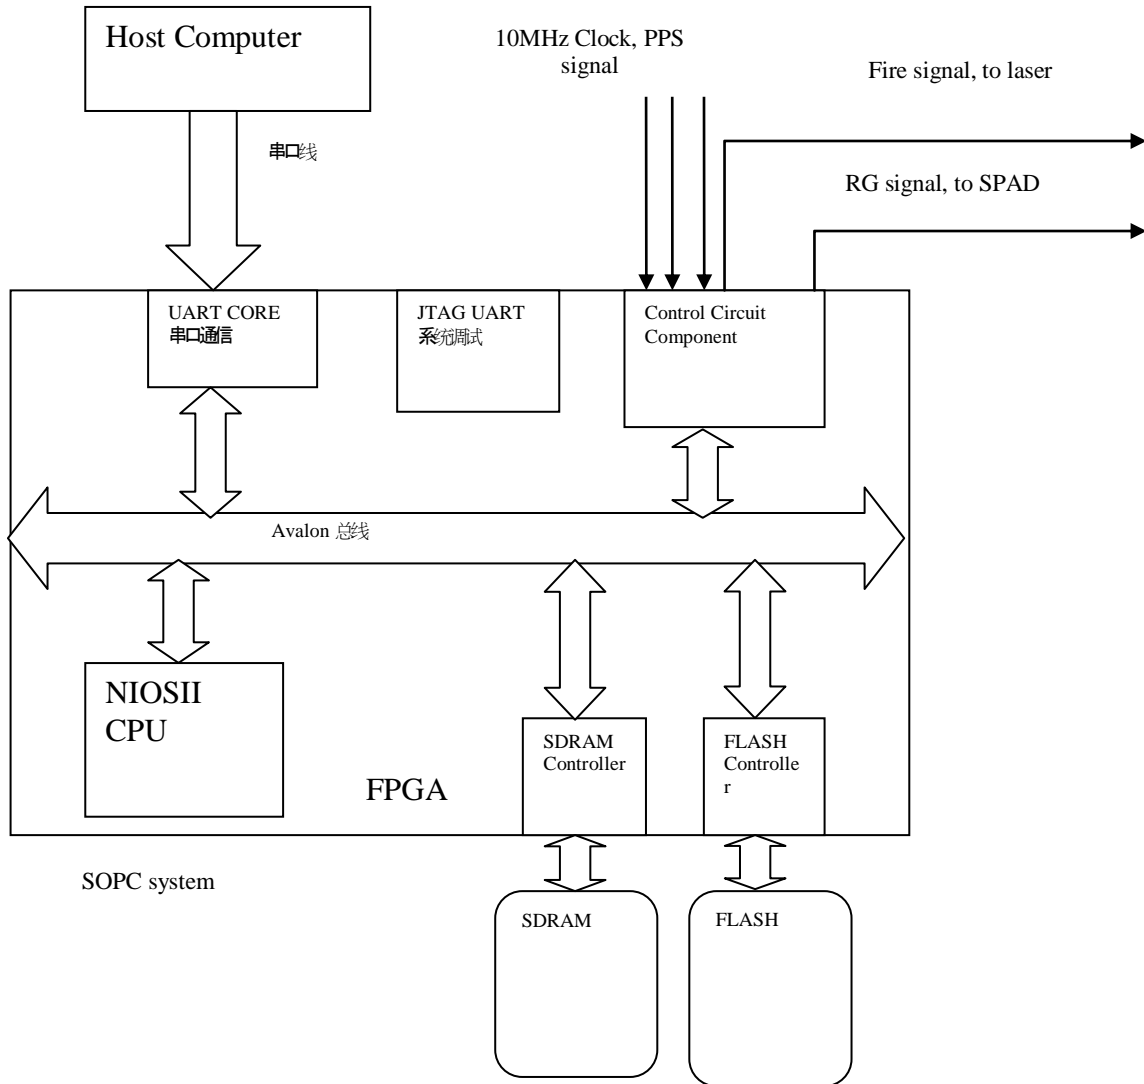 Host Computer
10MHz Clock, PPS
signal
Fire signal, to laser
串口线
RG signal, to SPAD
UART CORE
串口通信
JTAG UART
系统调式
Control Circuit
Component
Avalon 总线
NIOSII
CPU
SDRAM
Controller
FLASH
Controlle
r
FPGA
SOPC system
SDRAM
FLASH